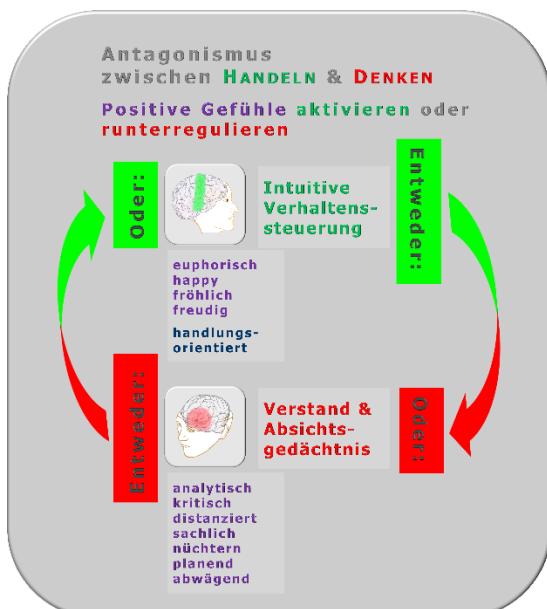 Antagonismus
zwischen HANDELN & DENKEN
Positive Gefühle aktivieren oder
runterregulieren
Oder:
Intuitive
Verhaltens-
steuerung
Entweder:
euphorisch
happy
fröhlich
freudig
handlungs-
orientiert
Entweder:
Verstand &
Absichts-
gedächtnis
Oder:
analytisch
kritisch
distanziert
sachlich
nüchtern
planend
abwägend